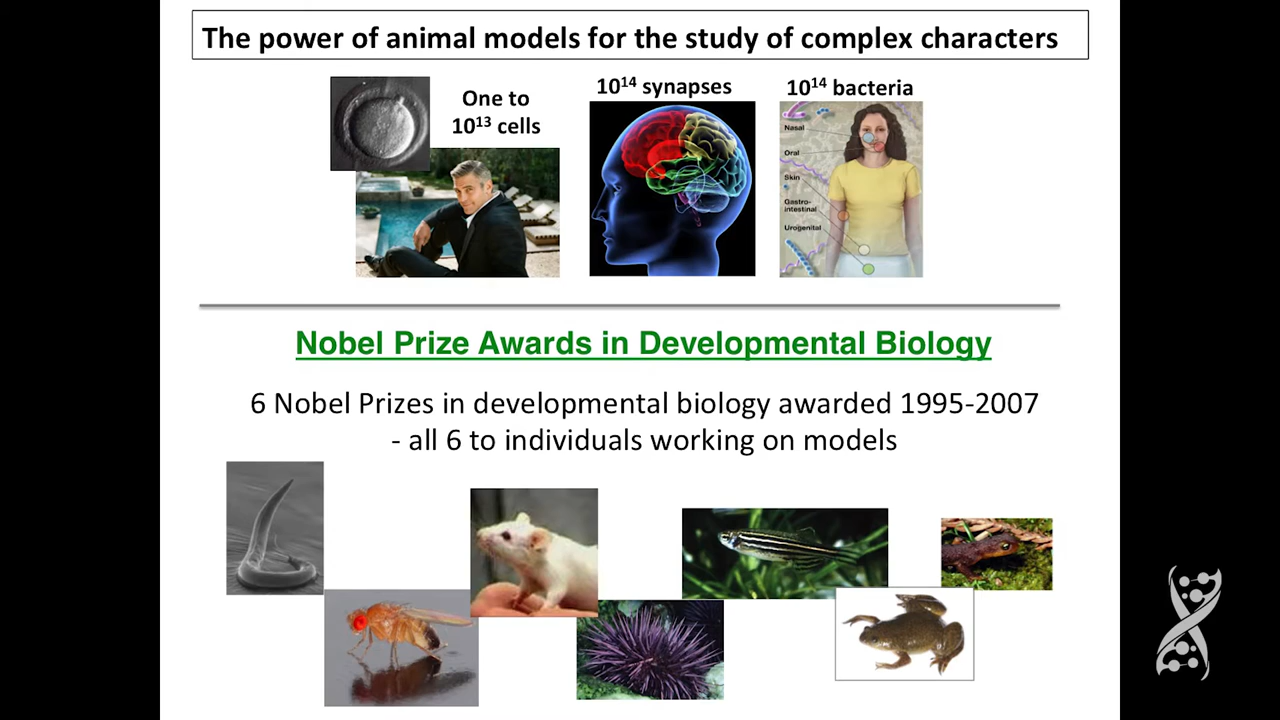 The power of animal models for the study of complex characters
One to
10¹³ cells
10¹⁴ synapses
10¹⁴ bacteria
Nasal
Oral
Skin
Gastro-
intestinal
Urogenital
Nobel Prize Awards in Developmental Biology
6 Nobel Prizes in developmental biology awarded 1995-2007
- all 6 to individuals working on models